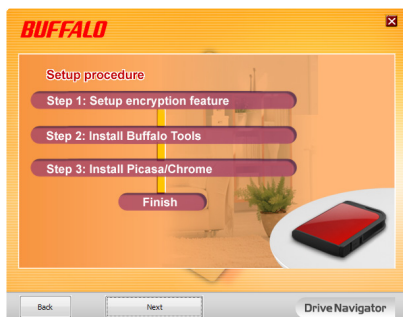 BUFFALO
Setup procedure
Step 1: Setup encryption feature
Step 2: Install Buffalo Tools
Step 3: Install Picasa/Chrome
Finish
Back
Next
DriveNavigator